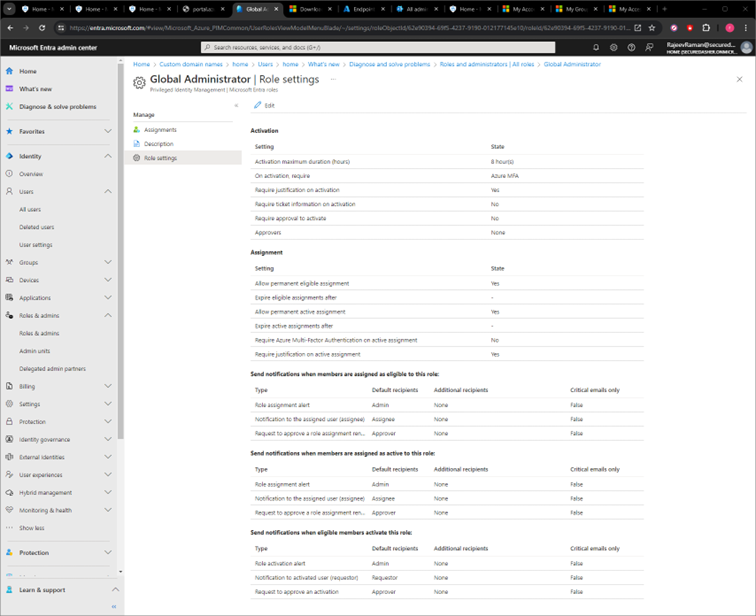 Home -
Home -
Home -
portal.az
Global A
Downlo
Azure A
Endpoint
All admi
My Grou
Home -
My Acco
My Acco
https://entra.microsoft.com/#view/Microsoft_Azure_PIMCommon/UserRolesViewModelMenuBlade/~/settings/roleObjectId/62e90394-69f5-4237-9190-012177145e10/roleId/62e90394-69f5-4237-9190-01...
Microsoft Entra admin center
Search resources, services, and docs (G+/)
RajeevRaman@secured...
Home > Custom domain names > home > Users > home > What's new > Diagnose and solve problems > Roles and administrators | All roles > Global Administrator
Global Administrator | Role settings ...
Privileged Identity Management | Microsoft Entra roles
Home
What's new
Diagnose & solve problems
Favorites
Identity
Overview
Users
All users
Deleted users
User settings
Groups
Devices
Applications
Roles & admins
Roles & admins
Admin units
Delegated admin partners
Billing
Settings
Protection
Identity governance
External identities
User experiences
Hybrid management
Monitoring & health
Show less
Protection
Learn & support
Manage
Assignments
Description
Role settings
Edit
Activation
Setting State
Activation maximum duration (hours) 8 hour(s)
On activation, require Azure MFA
Require justification on activation Yes
Require ticket information on activation No
Require approval to activate No
Approvers None
Assignment
Setting State
Allow permanent eligible assignment Yes
Expire eligible assignments after -
Allow permanent active assignment Yes
Expire active assignments after -
Require Azure Multi-Factor Authentication on active assignment No
Require justification on active assignment Yes
Send notifications when members are assigned as eligible to this role:
Type Default recipients Additional recipients Critical emails only
Role assignment alert Admin None False
Notification to the assigned user (assignee) Assignee None False
Request to approve a role assignment ren... Approver None False
Send notifications when members are assigned as active to this role:
Type Default recipients Additional recipients Critical emails only
Role assignment alert Admin None False
Notification to the assigned user (assignee) Assignee None False
Request to approve a role assignment ren... Approver None False
Send notifications when eligible members activate this role:
Type Default recipients Additional recipients Critical emails only
Role activation alert Admin None False
Notification to activated user (requestor) Requestor None False
Request to approve an activation Approver None False